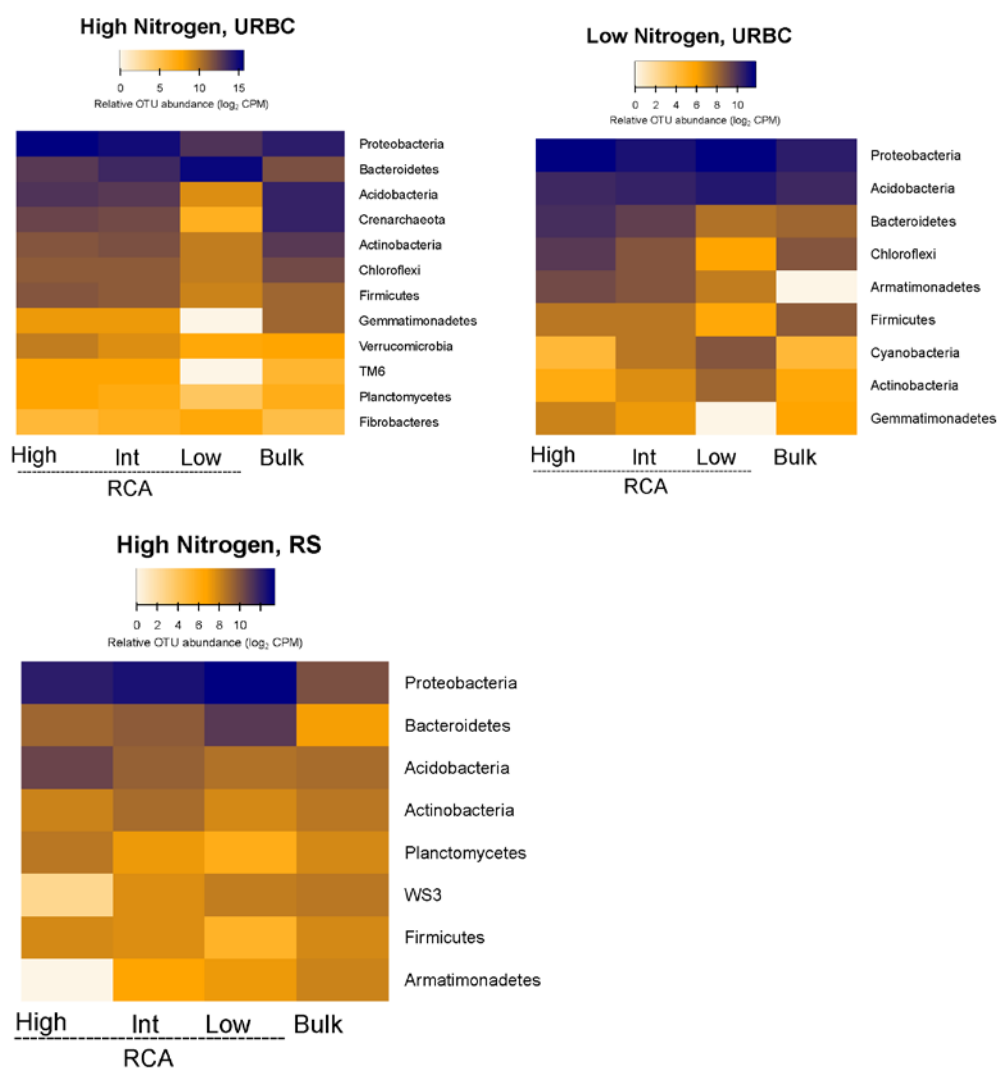 High Nitrogen, URBC
0 5 10 15
Relative OTU abundance (log₂ CPM)
Proteobacteria
Bacteroidetes
Acidobacteria
Crenarchaeota
Actinobacteria
Chloroflexi
Firmicutes
Gemmatimonadetes
Verrucomicrobia
TM6
Planctomycetes
Fibrobacteres
High Int Low Bulk
RCA
Low Nitrogen, URBC
0 2 4 6 8 10
Relative OTU abundance (log₂ CPM)
Proteobacteria
Acidobacteria
Bacteroidetes
Chloroflexi
Armatimonadetes
Firmicutes
Cyanobacteria
Actinobacteria
Gemmatimonadetes
High Int Low Bulk
RCA
High Nitrogen, RS
0 2 4 6 8 10
Relative OTU abundance (log₂ CPM)
Proteobacteria
Bacteroidetes
Acidobacteria
Actinobacteria
Planctomycetes
WS3
Firmicutes
Armatimonadetes
High Int Low Bulk
RCA